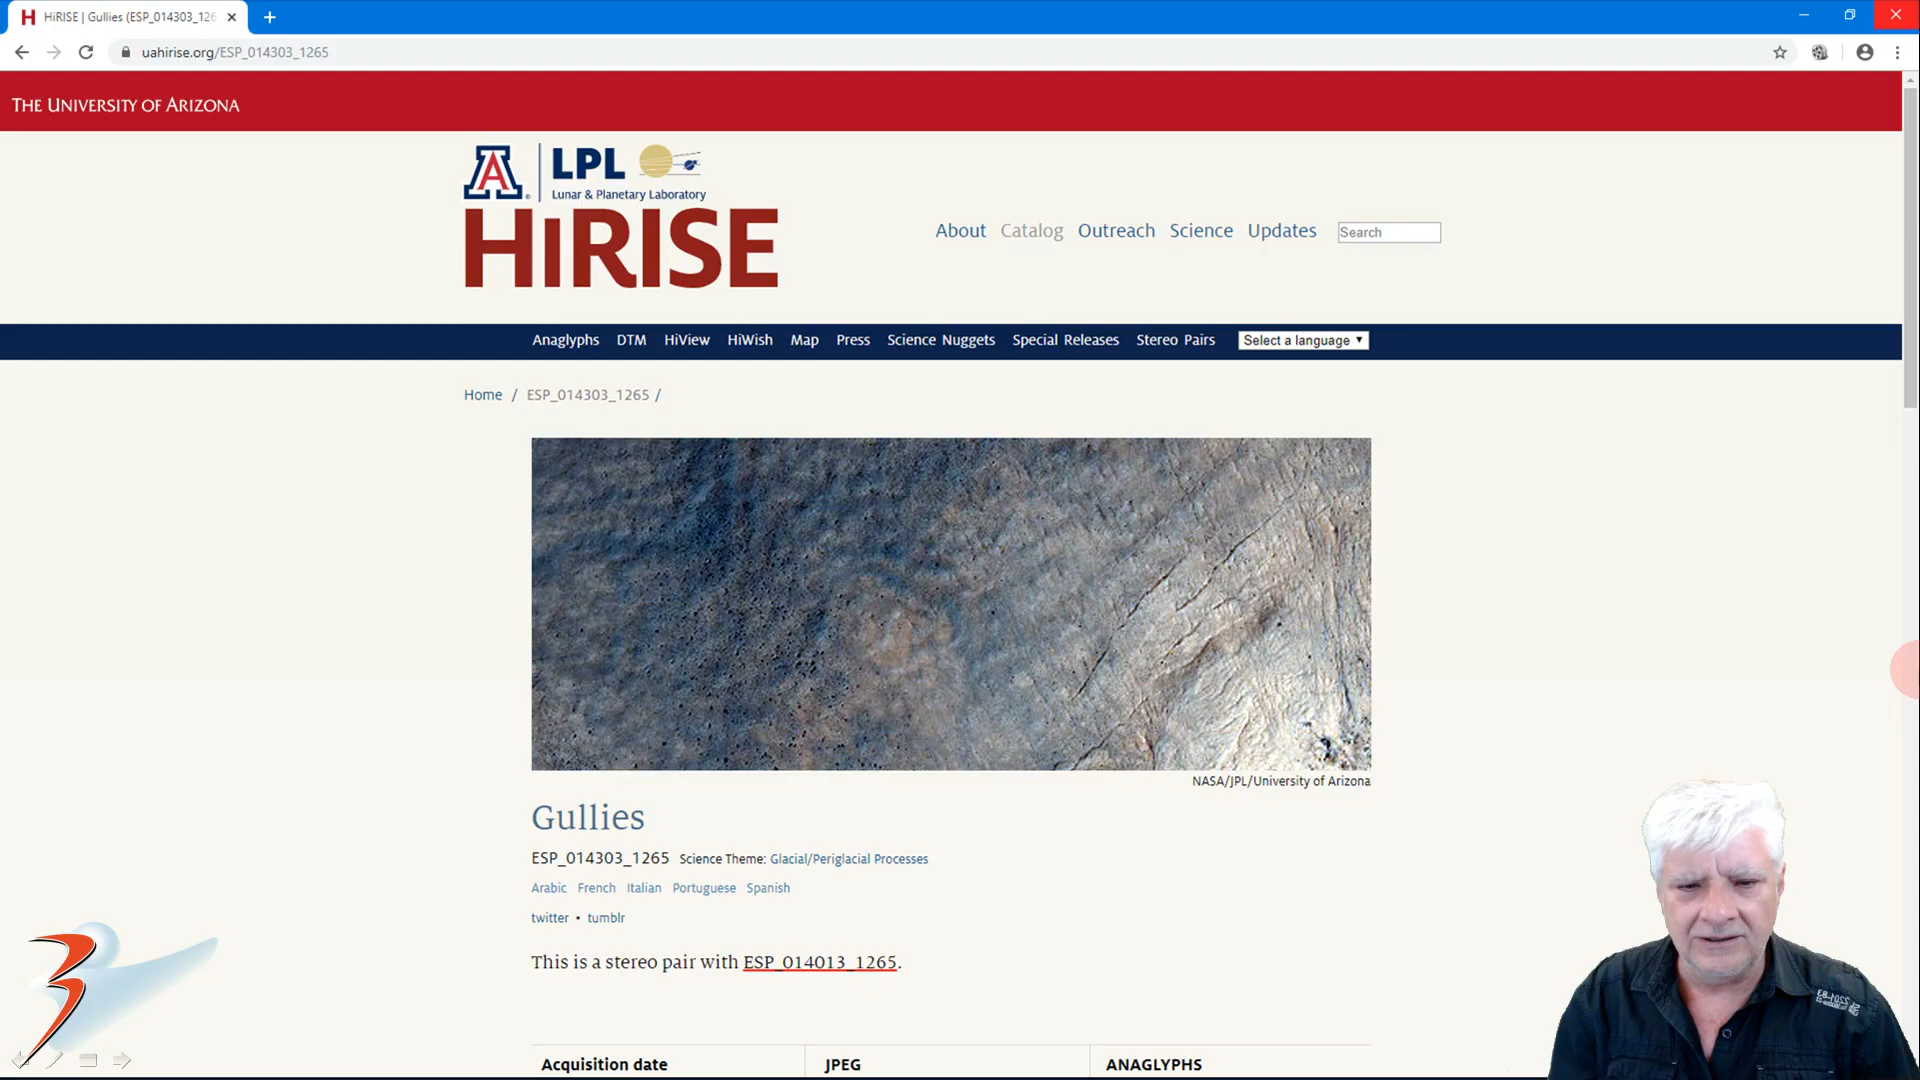 HiRISE | Gullies (ESP_014303_126
uahirise.org/ESP_014303_1265
THE UNIVERSITY OF ARIZONA
A LPL
Lunar & Planetary Laboratory
HiRISE
About Catalog Outreach Science Updates Search
Anaglyphs DTM HiView HiWish Map Press Science Nuggets Special Releases Stereo Pairs Select a language
Home / ESP_014303_1265 /
NASA/JPL/University of Arizona
Gullies
ESP_014303_1265 Science Theme: Glacial/Periglacial Processes
Arabic French Italian Portuguese Spanish
twitter • tumblr
This is a stereo pair with ESP_014013_1265.
Acquisition date JPEG ANAGLYPHS